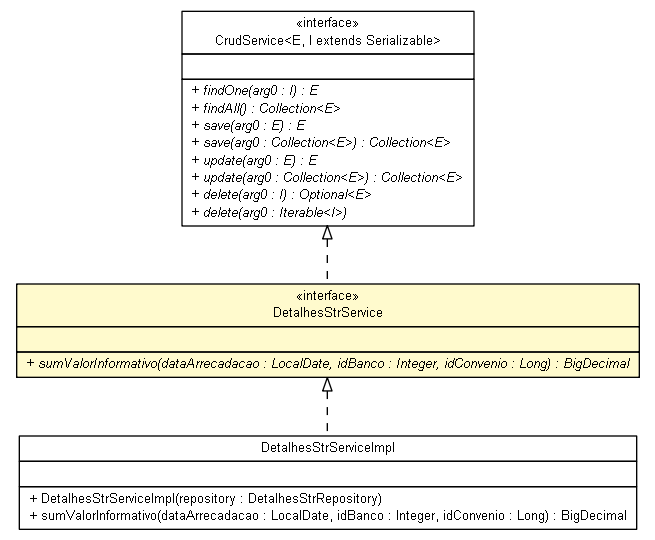 «interface»
CrudService<E, I extends Serializable>
+ findOne(arg0 : I) : E
+ findAll() : Collection<E>
+ save(arg0 : E) : E
+ save(arg0 : Collection<E>) : Collection<E>
+ update(arg0 : E) : E
+ update(arg0 : Collection<E>) : Collection<E>
+ delete(arg0 : I) : Optional<E>
+ delete(arg0 : Iterable<I>)
«interface»
DetalhesStrService
+ sumValorInformativo(dataArrecadacao : LocalDate, idBanco : Integer, idConvenio : Long) : BigDecimal
DetalhesStrServiceImpl
+ DetalhesStrServiceImpl(repository : DetalhesStrRepository)
+ sumValorInformativo(dataArrecadacao : LocalDate, idBanco : Integer, idConvenio : Long) : BigDecimal